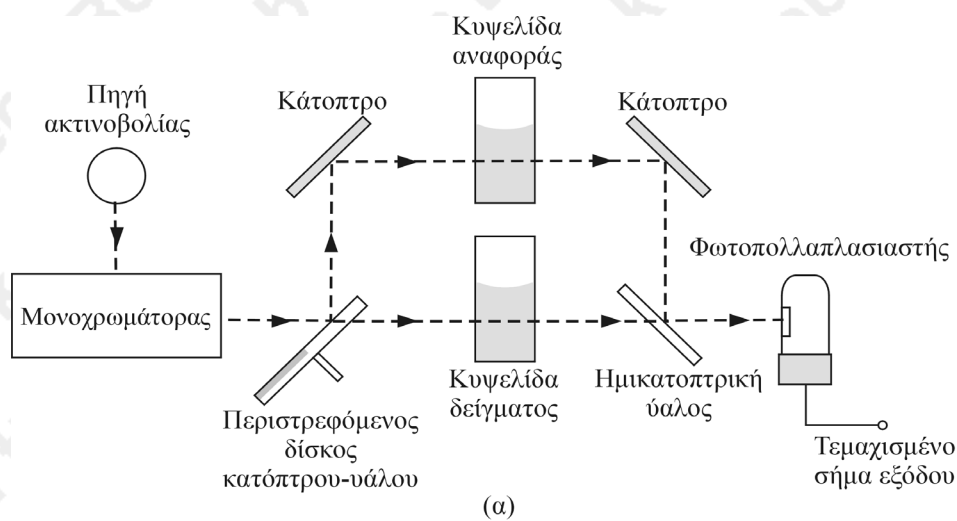 Κυψελίδα
αναφοράς
Πηγή
ακτινοβολίας
Κάτοπτρο
Κάτοπτρο
Φωτοπολλαπλασιαστής
Μονοχρωμάτορας
Κυψελίδα
δείγματος
Ημικατοπτρική
ύαλος
Περιστρεφόμενος
δίσκος
κατόπτρου-υάλου
Τεμαχισμένο
σήμα εξόδου
(α)